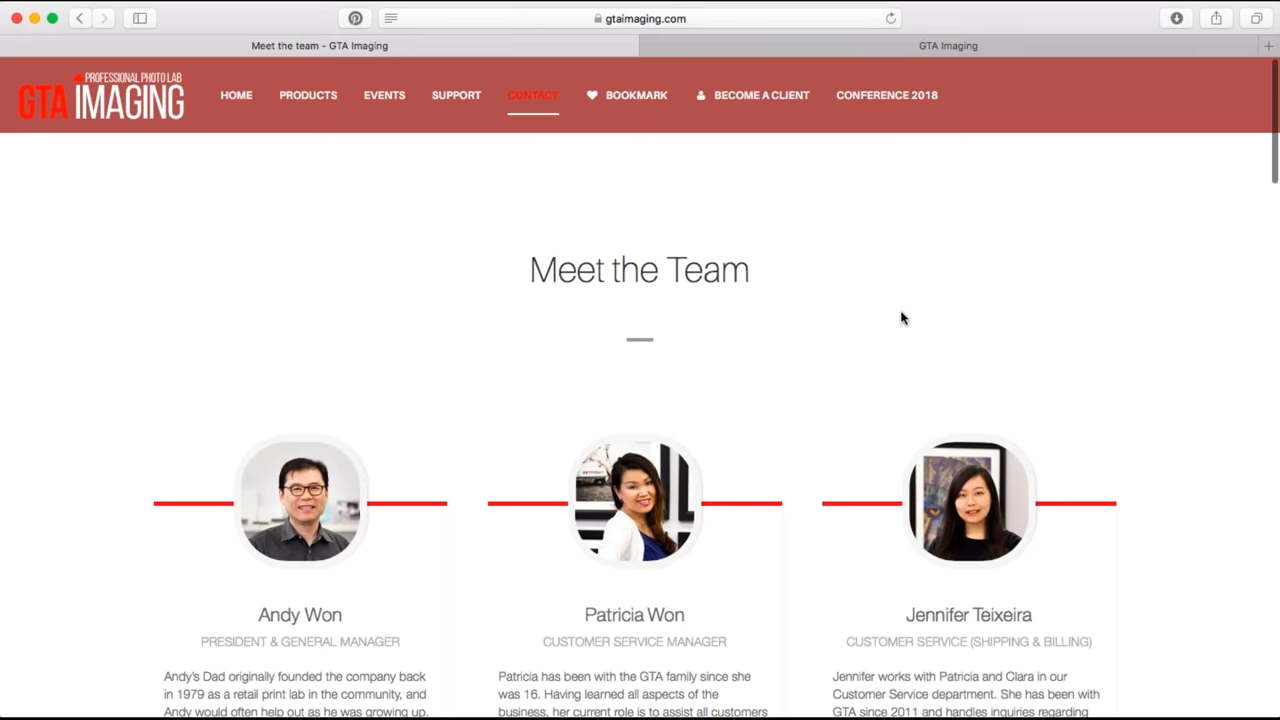 gtaimaging.com
Meet the team - GTA Imaging
GTA Imaging
PROFESSIONAL PHOTO LAB
GTA IMAGING
HOME
PRODUCTS
EVENTS
SUPPORT
CONTACT
BOOKMARK
BECOME A CLIENT
CONFERENCE 2018
Meet the Team
Andy Won
PRESIDENT & GENERAL MANAGER
Andy's Dad originally founded the company back
in 1979 as a retail print lab in the community, and
Andy would often help out as he was growing up.
Patricia Won
CUSTOMER SERVICE MANAGER
Patricia has been with the GTA family since she
was 16. Having learned all aspects of the
business, her current role is to assist all customers
Jennifer Teixeira
CUSTOMER SERVICE (SHIPPING & BILLING)
Jennifer works with Patricia and Clara in our
Customer Service department. She has been with
GTA since 2011 and handles inquiries regarding